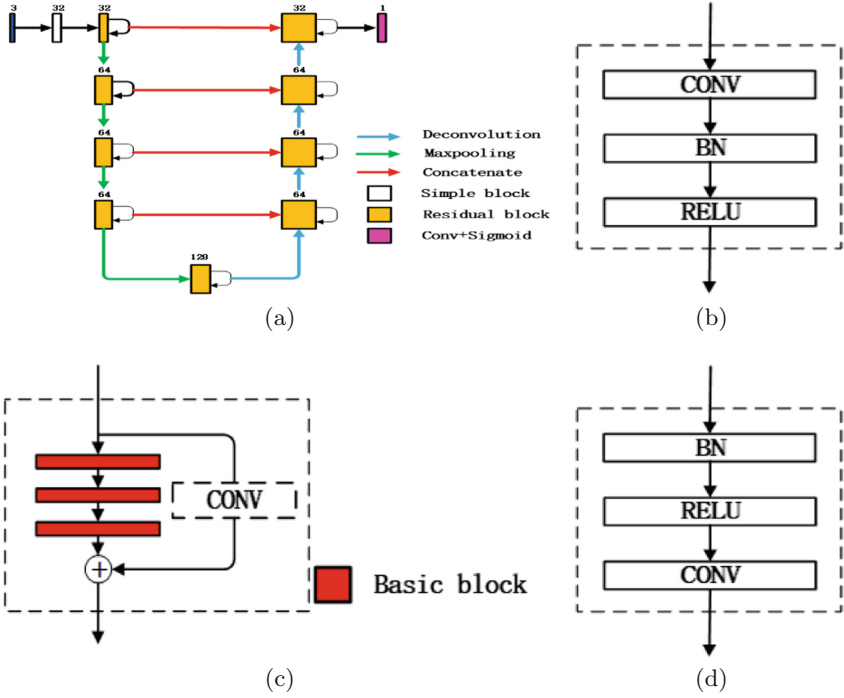 3 32 32 32 1
64 64
64 64
64 64
128
Deconvolution
Maxpooling
Concatenate
Simple block
Residual block
Conv+Sigmoid
(a)
CONV
BN
RELU
(b)
CONV
Basic block
(c)
BN
RELU
CONV
(d)